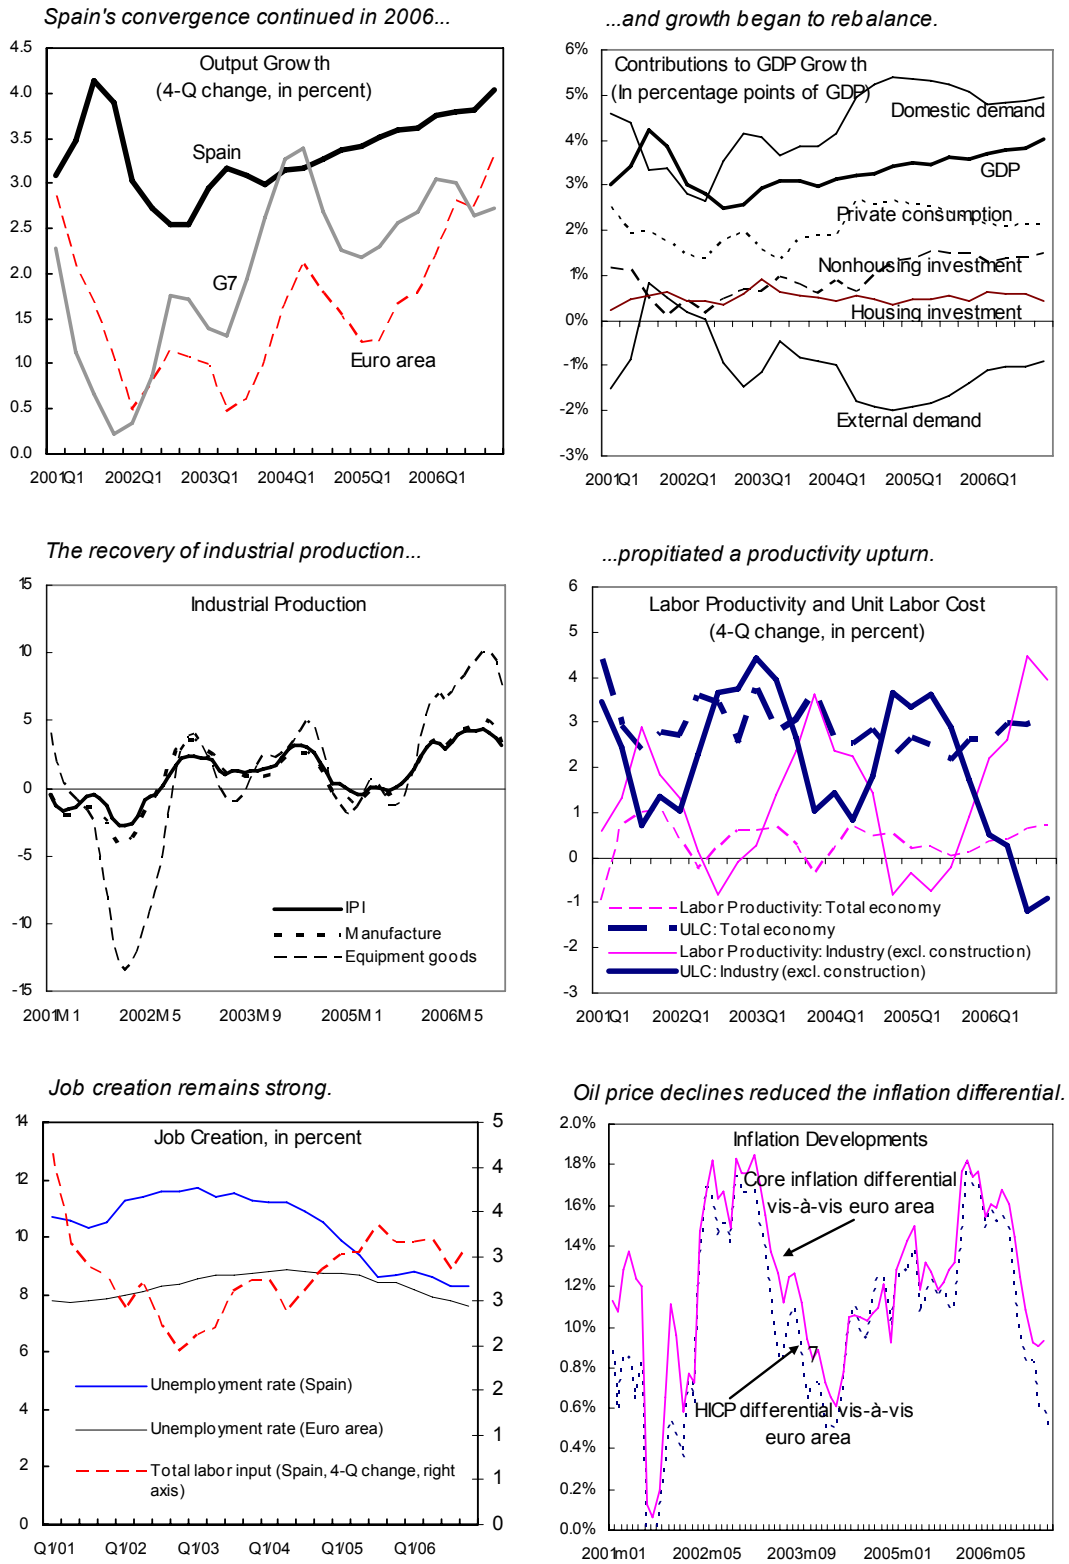 Spain's convergence continued in 2006...
Output Growth
(4-Q change, in percent)
4.5
4.0
3.5
3.0
2.5
2.0
1.5
1.0
0.5
0.0
Spain
G7
Euro area
2001Q1 2002Q1 2003Q1 2004Q1 2005Q1 2006Q1
...and growth began to rebalance.
Contributions to GDP Growth
(In percentage points of GDP)
6%
5%
4%
3%
2%
1%
0%
-1%
-2%
-3%
Domestic demand
GDP
Private consumption
Nonhousing investment
Housing investment
External demand
2001Q1 2002Q1 2003Q1 2004Q1 2005Q1 2006Q1
The recovery of industrial production...
Industrial Production
15
10
5
0
-5
-10
-15
IPI
Manufacture
Equipment goods
2001M1 2002M5 2003M9 2005M1 2006M5
...propitiated a productivity upturn.
Labor Productivity and Unit Labor Cost
(4-Q change, in percent)
6
5
4
3
2
1
0
-1
-2
-3
Labor Productivity: Total economy
ULC: Total economy
Labor Productivity: Industry (excl. construction)
ULC: Industry (excl. construction)
2001Q1 2002Q1 2003Q1 2004Q1 2005Q1 2006Q1
Job creation remains strong.
Job Creation, in percent
14
12
10
8
6
4
2
0
5
4
4
3
3
2
2
1
1
0
Unemployment rate (Spain)
Unemployment rate (Euro area)
Total labor input (Spain, 4-Q change, right
axis)
Q1/01 Q1/02 Q1/03 Q1/04 Q1/05 Q1/06
Oil price declines reduced the inflation differential.
Inflation Developments
2.0%
1.8%
1.6%
1.4%
1.2%
1.0%
0.8%
0.6%
0.4%
0.2%
0.0%
Core inflation differential
vis-à-vis euro area
HICP differential vis-à-vis
euro area
2001m01 2002m05 2003m09 2005m01 2006m05